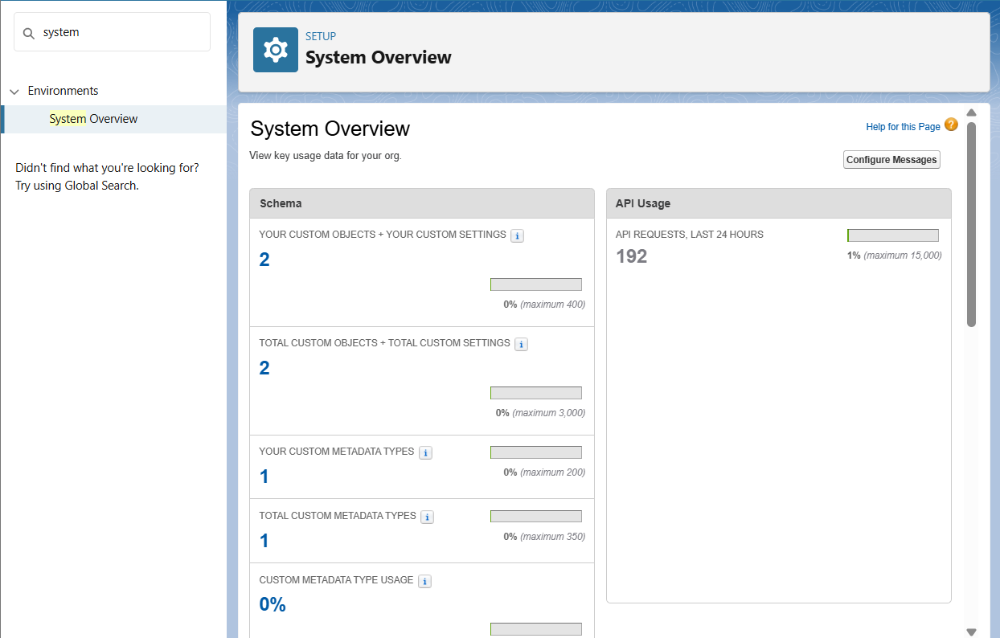 system
Environments
System Overview
Didn't find what you're looking for?
Try using Global Search.
SETUP
System Overview
System Overview
Help for this Page
View key usage data for your org.
Configure Messages
Schema
YOUR CUSTOM OBJECTS + YOUR CUSTOM SETTINGS
2
0% (maximum 400)
TOTAL CUSTOM OBJECTS + TOTAL CUSTOM SETTINGS
2
0% (maximum 3,000)
YOUR CUSTOM METADATA TYPES
1
0% (maximum 200)
TOTAL CUSTOM METADATA TYPES
1
0% (maximum 350)
CUSTOM METADATA TYPE USAGE
0%
API Usage
API REQUESTS, LAST 24 HOURS
192
1% (maximum 15,000)